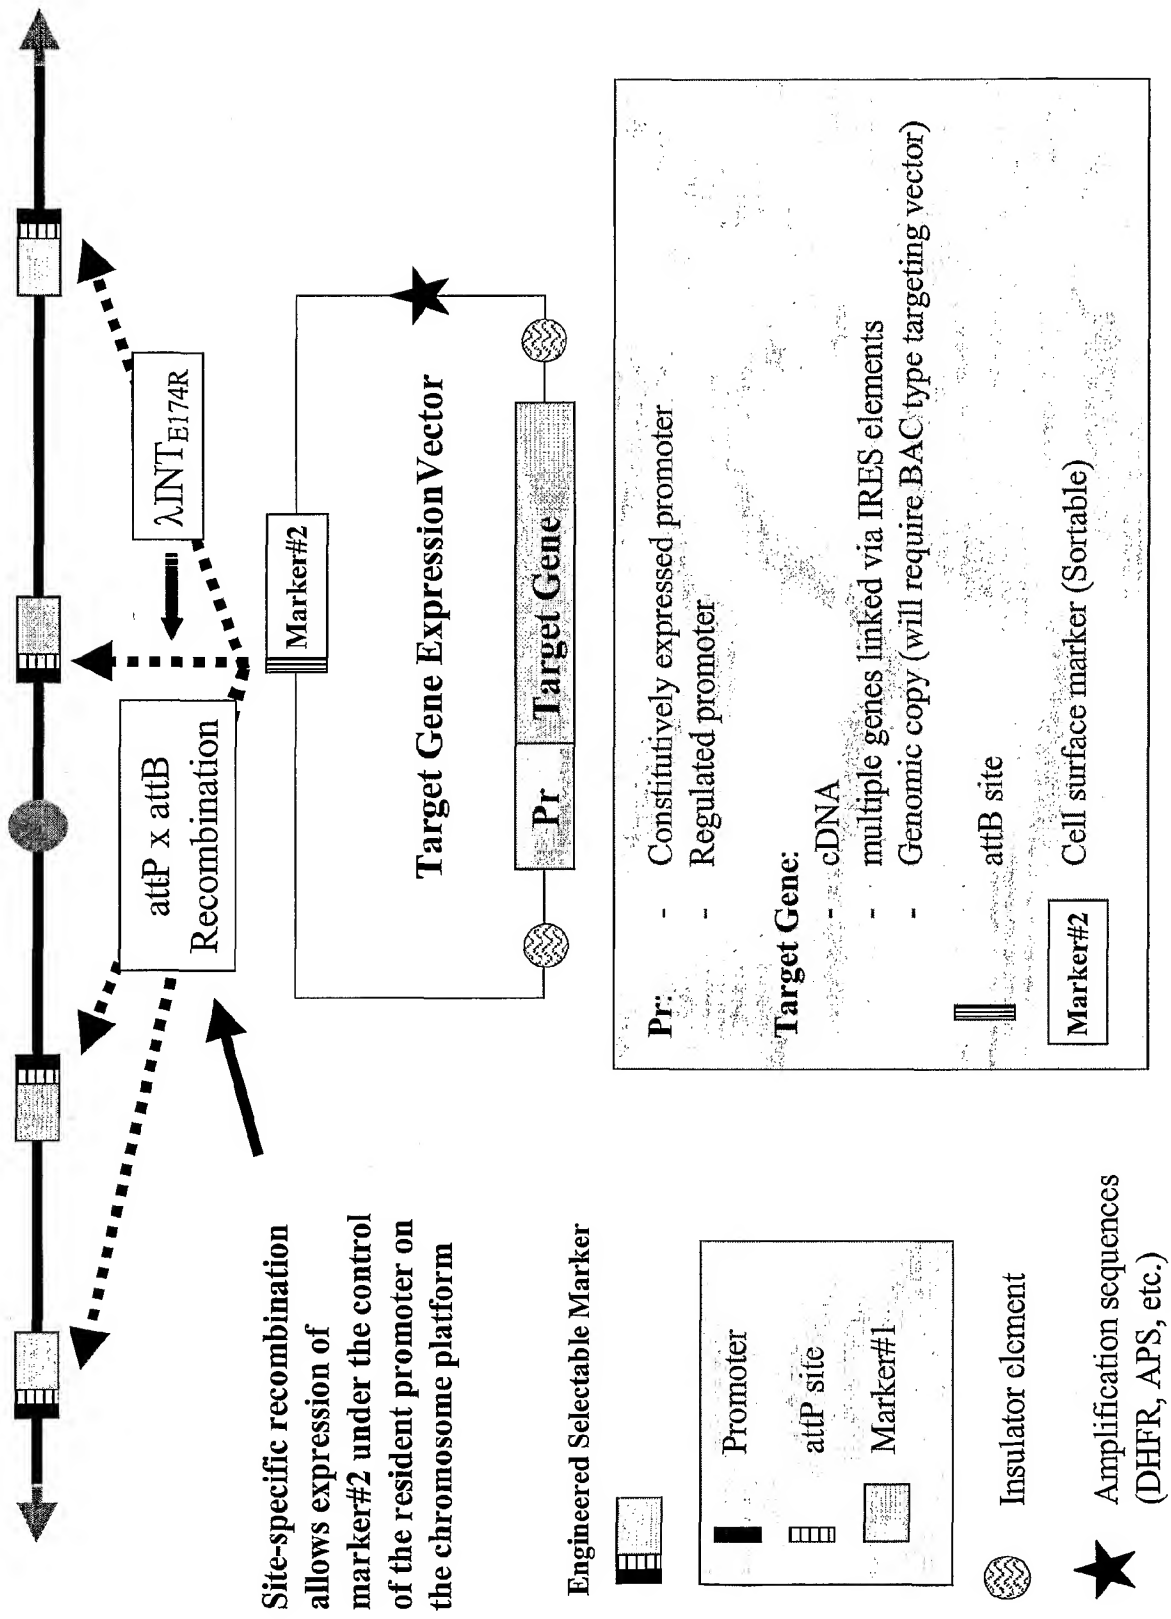 attP x attB
Recombination
λINT_E174R
Site-specific recombination
allows expression of
marker#2 under the control
of the resident promoter on
the chromosome platform
Marker#2
Target Gene ExpressionVector
Pr
Target Gene
Engineered Selectable Marker
Promoter
attP site
Marker#1
Insulator element
Amplification sequences
(DHFR, APS, etc.)
Pr:
- Constitutively expressed promoter
- Regulated promoter
Target Gene:
- cDNA
- multiple genes linked via IRES elements
- Genomic copy (will require BAC type targeting vector)
attB site
Marker#2 Cell surface marker (Sortable)